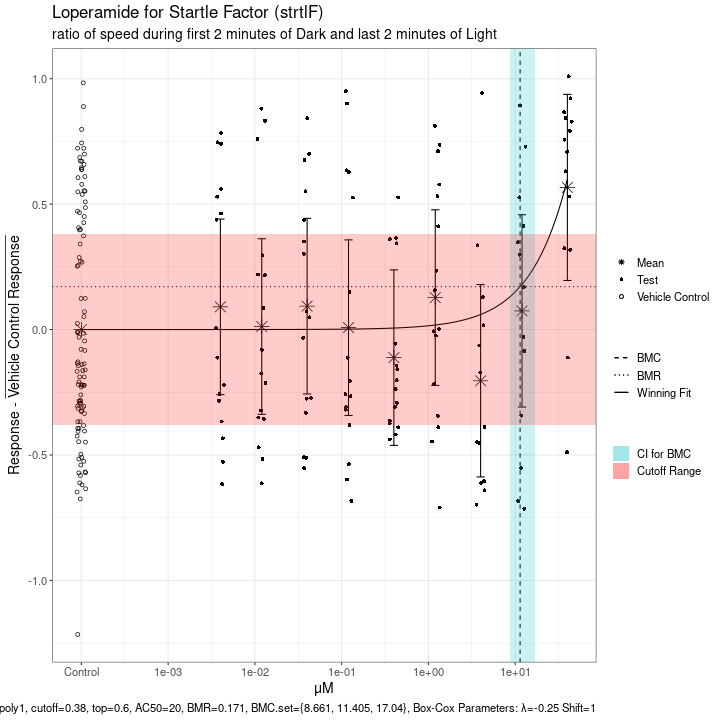 Loperamide for Startle Factor (strtlF)
ratio of speed during first 2 minutes of Dark and last 2 minutes of Light
Response - Vehicle Control Response
1.0
0.5
0.0
-0.5
-1.0
Control
1e-03
1e-02
1e-01
1e+00
1e+01
μM
Mean
Test
Vehicle Control
BMC
BMR
Winning Fit
CI for BMC
Cutoff Range
poly1, cutoff=0.38, top=0.6, AC50=20, BMR=0.171, BMC.set={8.661, 11.405, 17.04}, Box-Cox Parameters: λ=-0.25 Shift=1